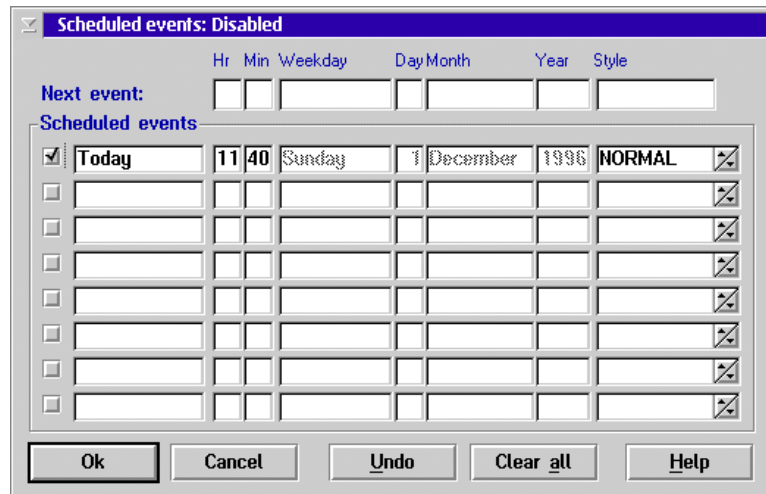 Scheduled events: Disabled
Hr Min Weekday Day Month Year Style
Next event:
Scheduled events
Today 11 40 Sunday 1 December 1996 NORMAL
Ok Cancel Undo Clear all Help